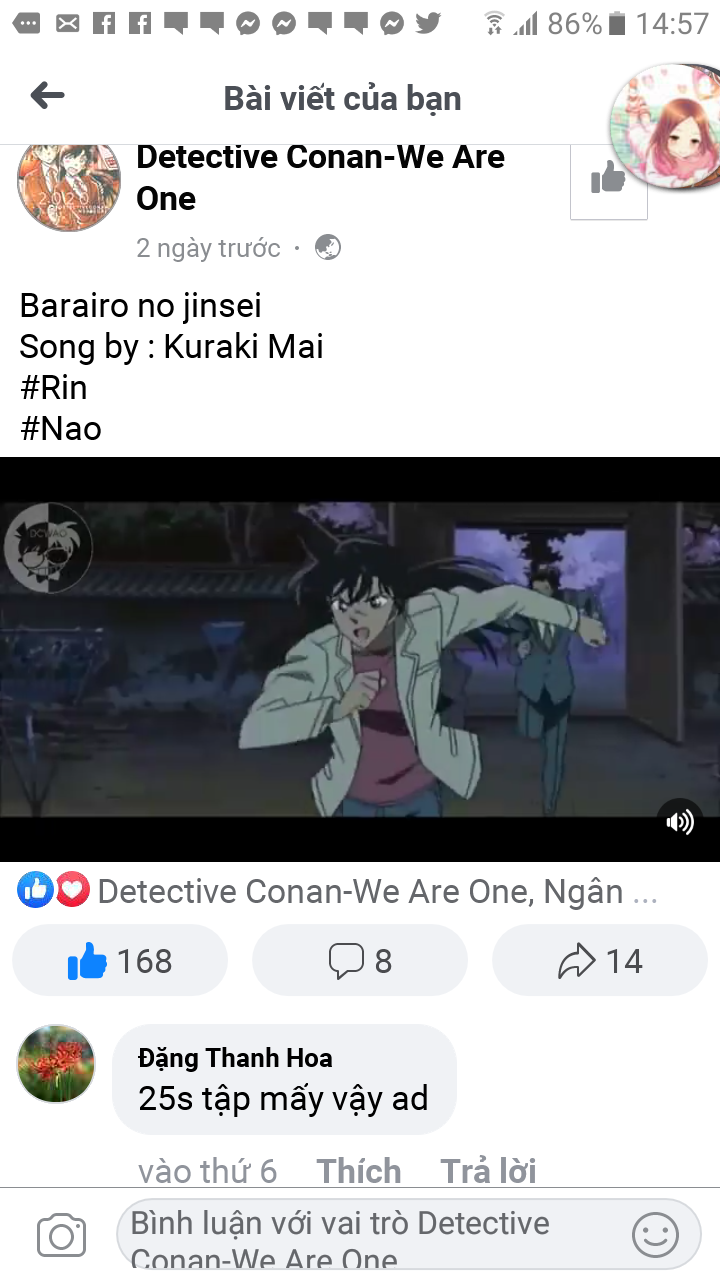 86% 14:57
Bài viết của bạn
Detective Conan-We Are
One
2 ngày trước ·
Barairo no jinsei
Song by : Kuraki Mai
#Rin
#Nao
Detective Conan-We Are One, Ngân ...
168
8
14
Đặng Thanh Hoa
25s tập mấy vậy ad
vào thứ 6 Thích Trả lời
Bình luận với vai trò Detective
Conan-We Are One